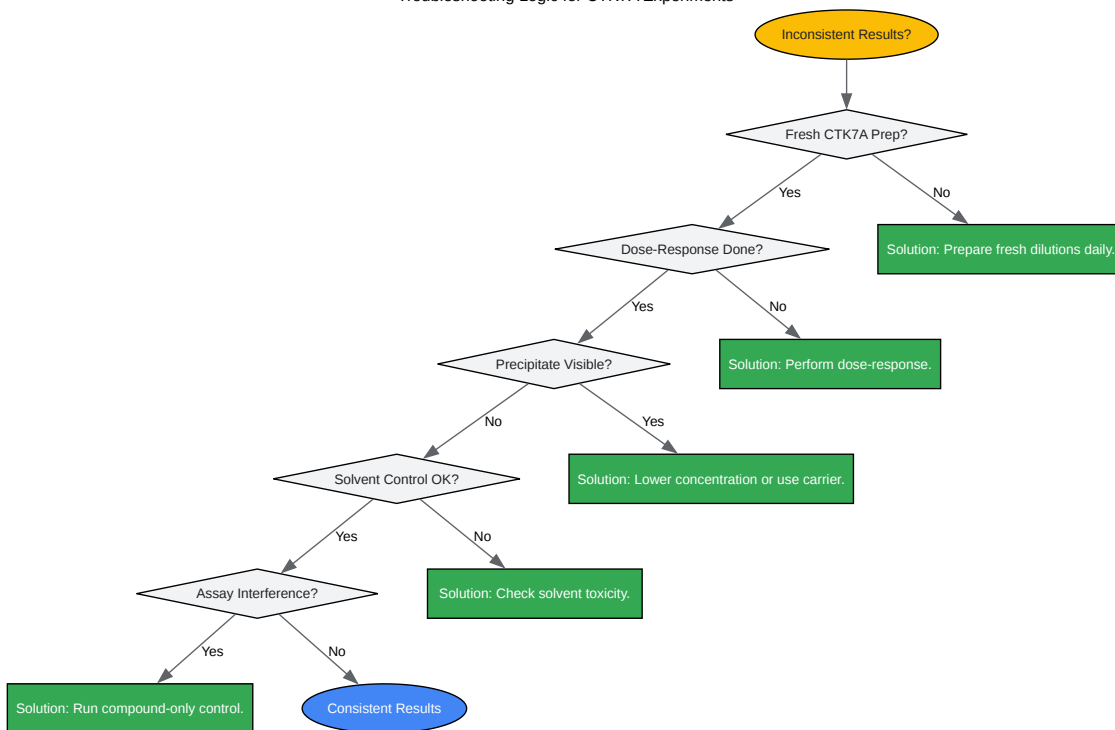 Inconsistent Results?
Fresh CTK7A Prep?
Yes
No
Dose-Response Done?
Solution: Prepare fresh dilutions daily.
Yes
No
Precipitate Visible?
Solution: Perform dose-response.
No
Yes
Solvent Control OK?
Solution: Lower concentration or use carrier.
Yes
No
Assay Interference?
Solution: Check solvent toxicity.
Yes
No
Solution: Run compound-only control.
Consistent Results